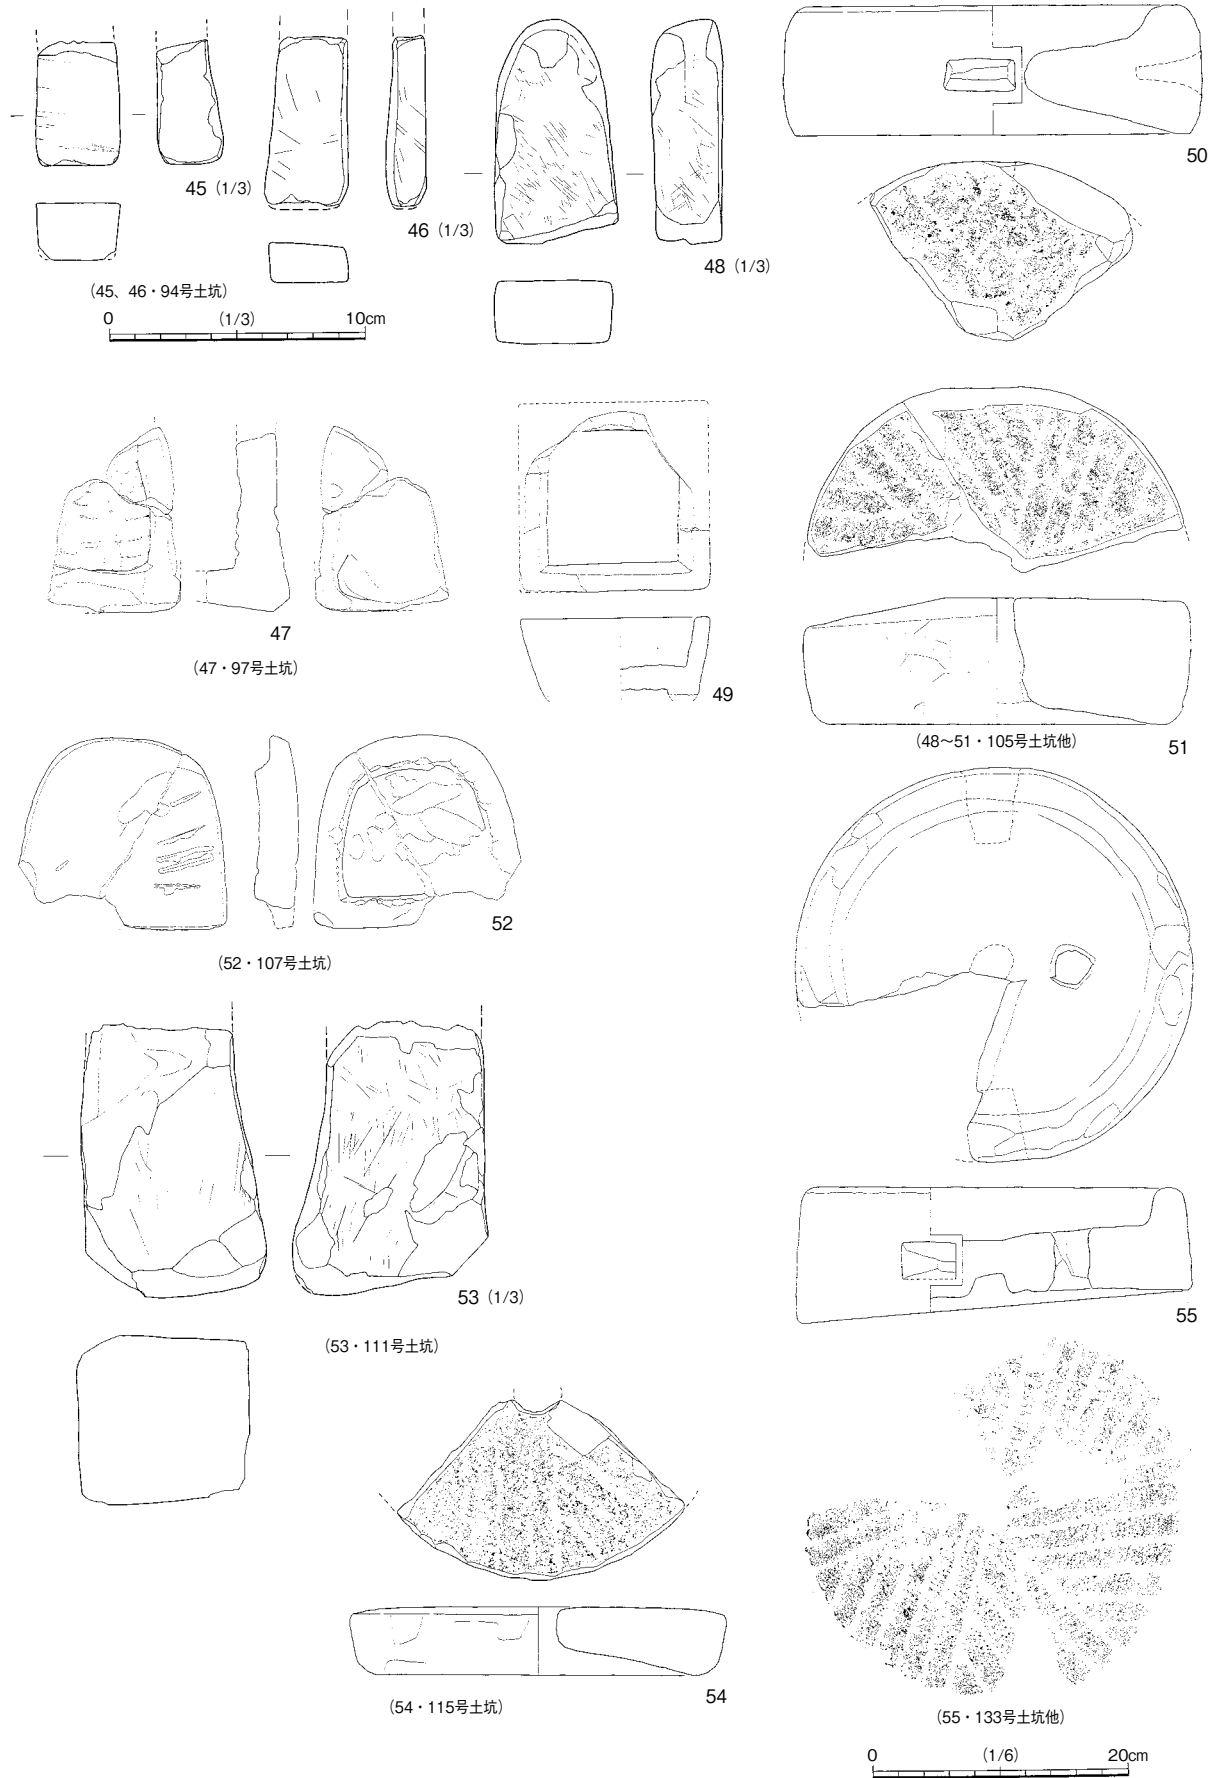 45（1/3）
46（1/3）
48（1/3）
50
（45、46・94号土坑）
0 （1/3） 10cm
47
（47・97号土坑）
49
（48～51・105号土坑他）
51
52
（52・107号土坑）
53（1/3）
（53・111号土坑）
55
54
（54・115号土坑）
（55・133号土坑他）
0 （1/6） 20cm